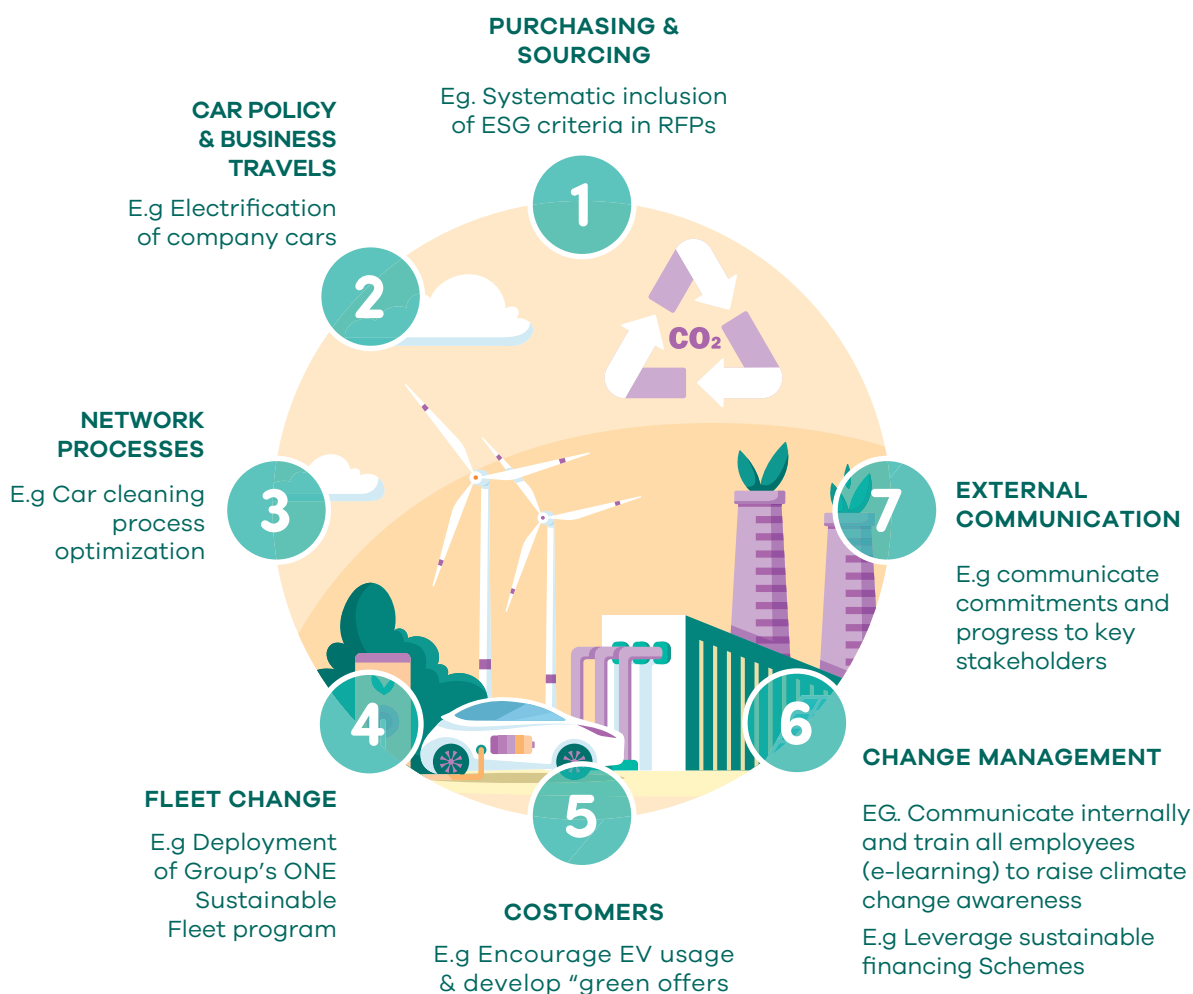 PURCHASING &
SOURCING
Eg. Systematic inclusion
of ESG criteria in RFPs
1
CAR POLICY
& BUSINESS
TRAVELS
E.g Electrification
of company cars
2
NETWORK
PROCESSES
E.g Car cleaning
process
optimization
3
FLEET CHANGE
E.g Deployment
of Group's ONE
Sustainable
Fleet program
4
COSTOMERS
E.g Encourage EV usage
& develop “green offers
5
CHANGE MANAGEMENT
EG. Communicate internally
and train all employees
(e-learning) to raise climate
change awareness
E.g Leverage sustainable
financing Schemes
6
EXTERNAL
COMMUNICATION
E.g communicate
commitments and
progress to key
stakeholders
7
CO₂